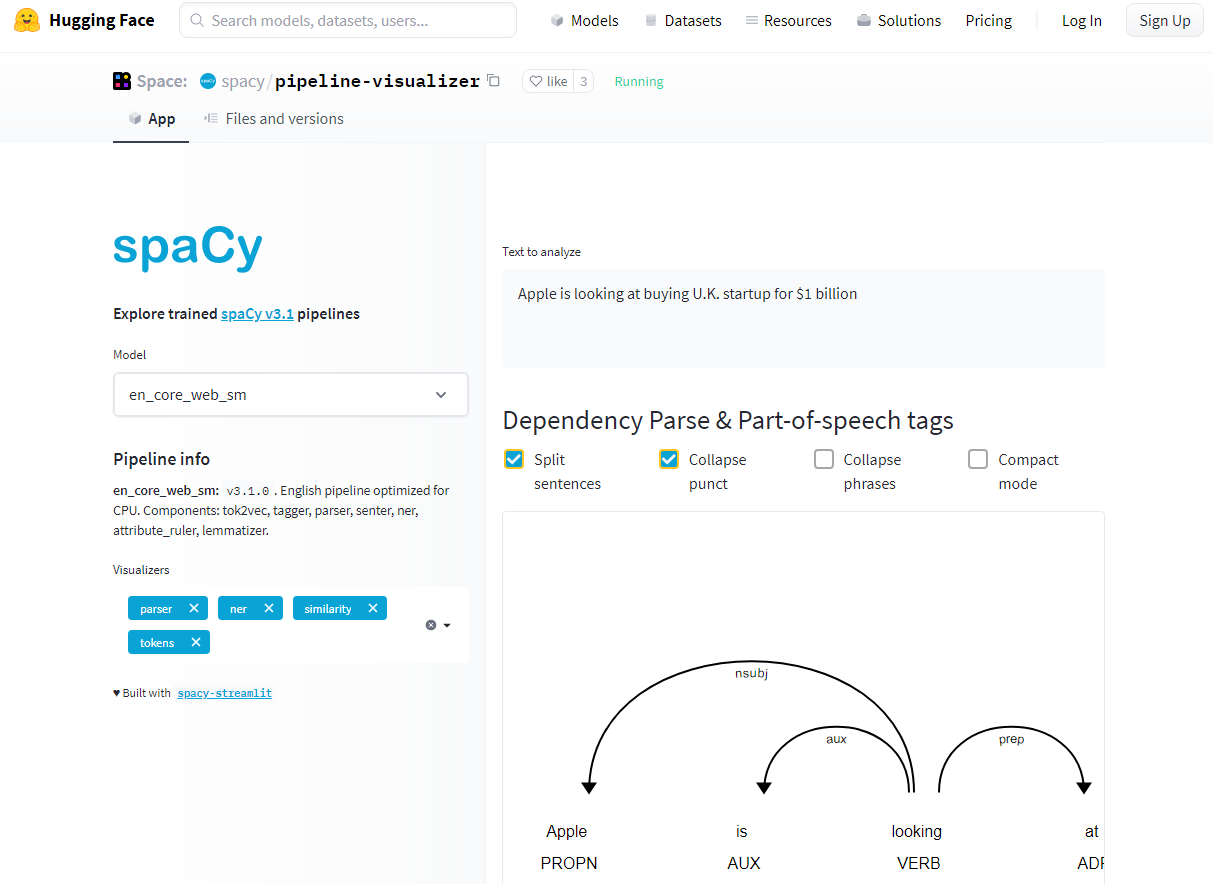 Hugging Face
Search models, datasets, users...
Models
Datasets
Resources
Solutions
Pricing
Log In
Sign Up
Space:
spacy/pipeline-visualizer
like
3
Running
App
Files and versions
spaCy
Explore trained spaCy v3.1 pipelines
Model
en_core_web_sm
Pipeline info
en_core_web_sm: v3.1.0 . English pipeline optimized for
CPU. Components: tok2vec, tagger, parser, senter, ner,
attribute_ruler, lemmatizer.
Visualizers
parser
ner
similarity
tokens
♥ Built with spacy-streamlit
Text to analyze
Apple is looking at buying U.K. startup for $1 billion
Dependency Parse & Part-of-speech tags
Split
sentences
Collapse
punct
Collapse
phrases
Compact
mode
nsubj
aux
prep
Apple is looking at
PROPN AUX VERB